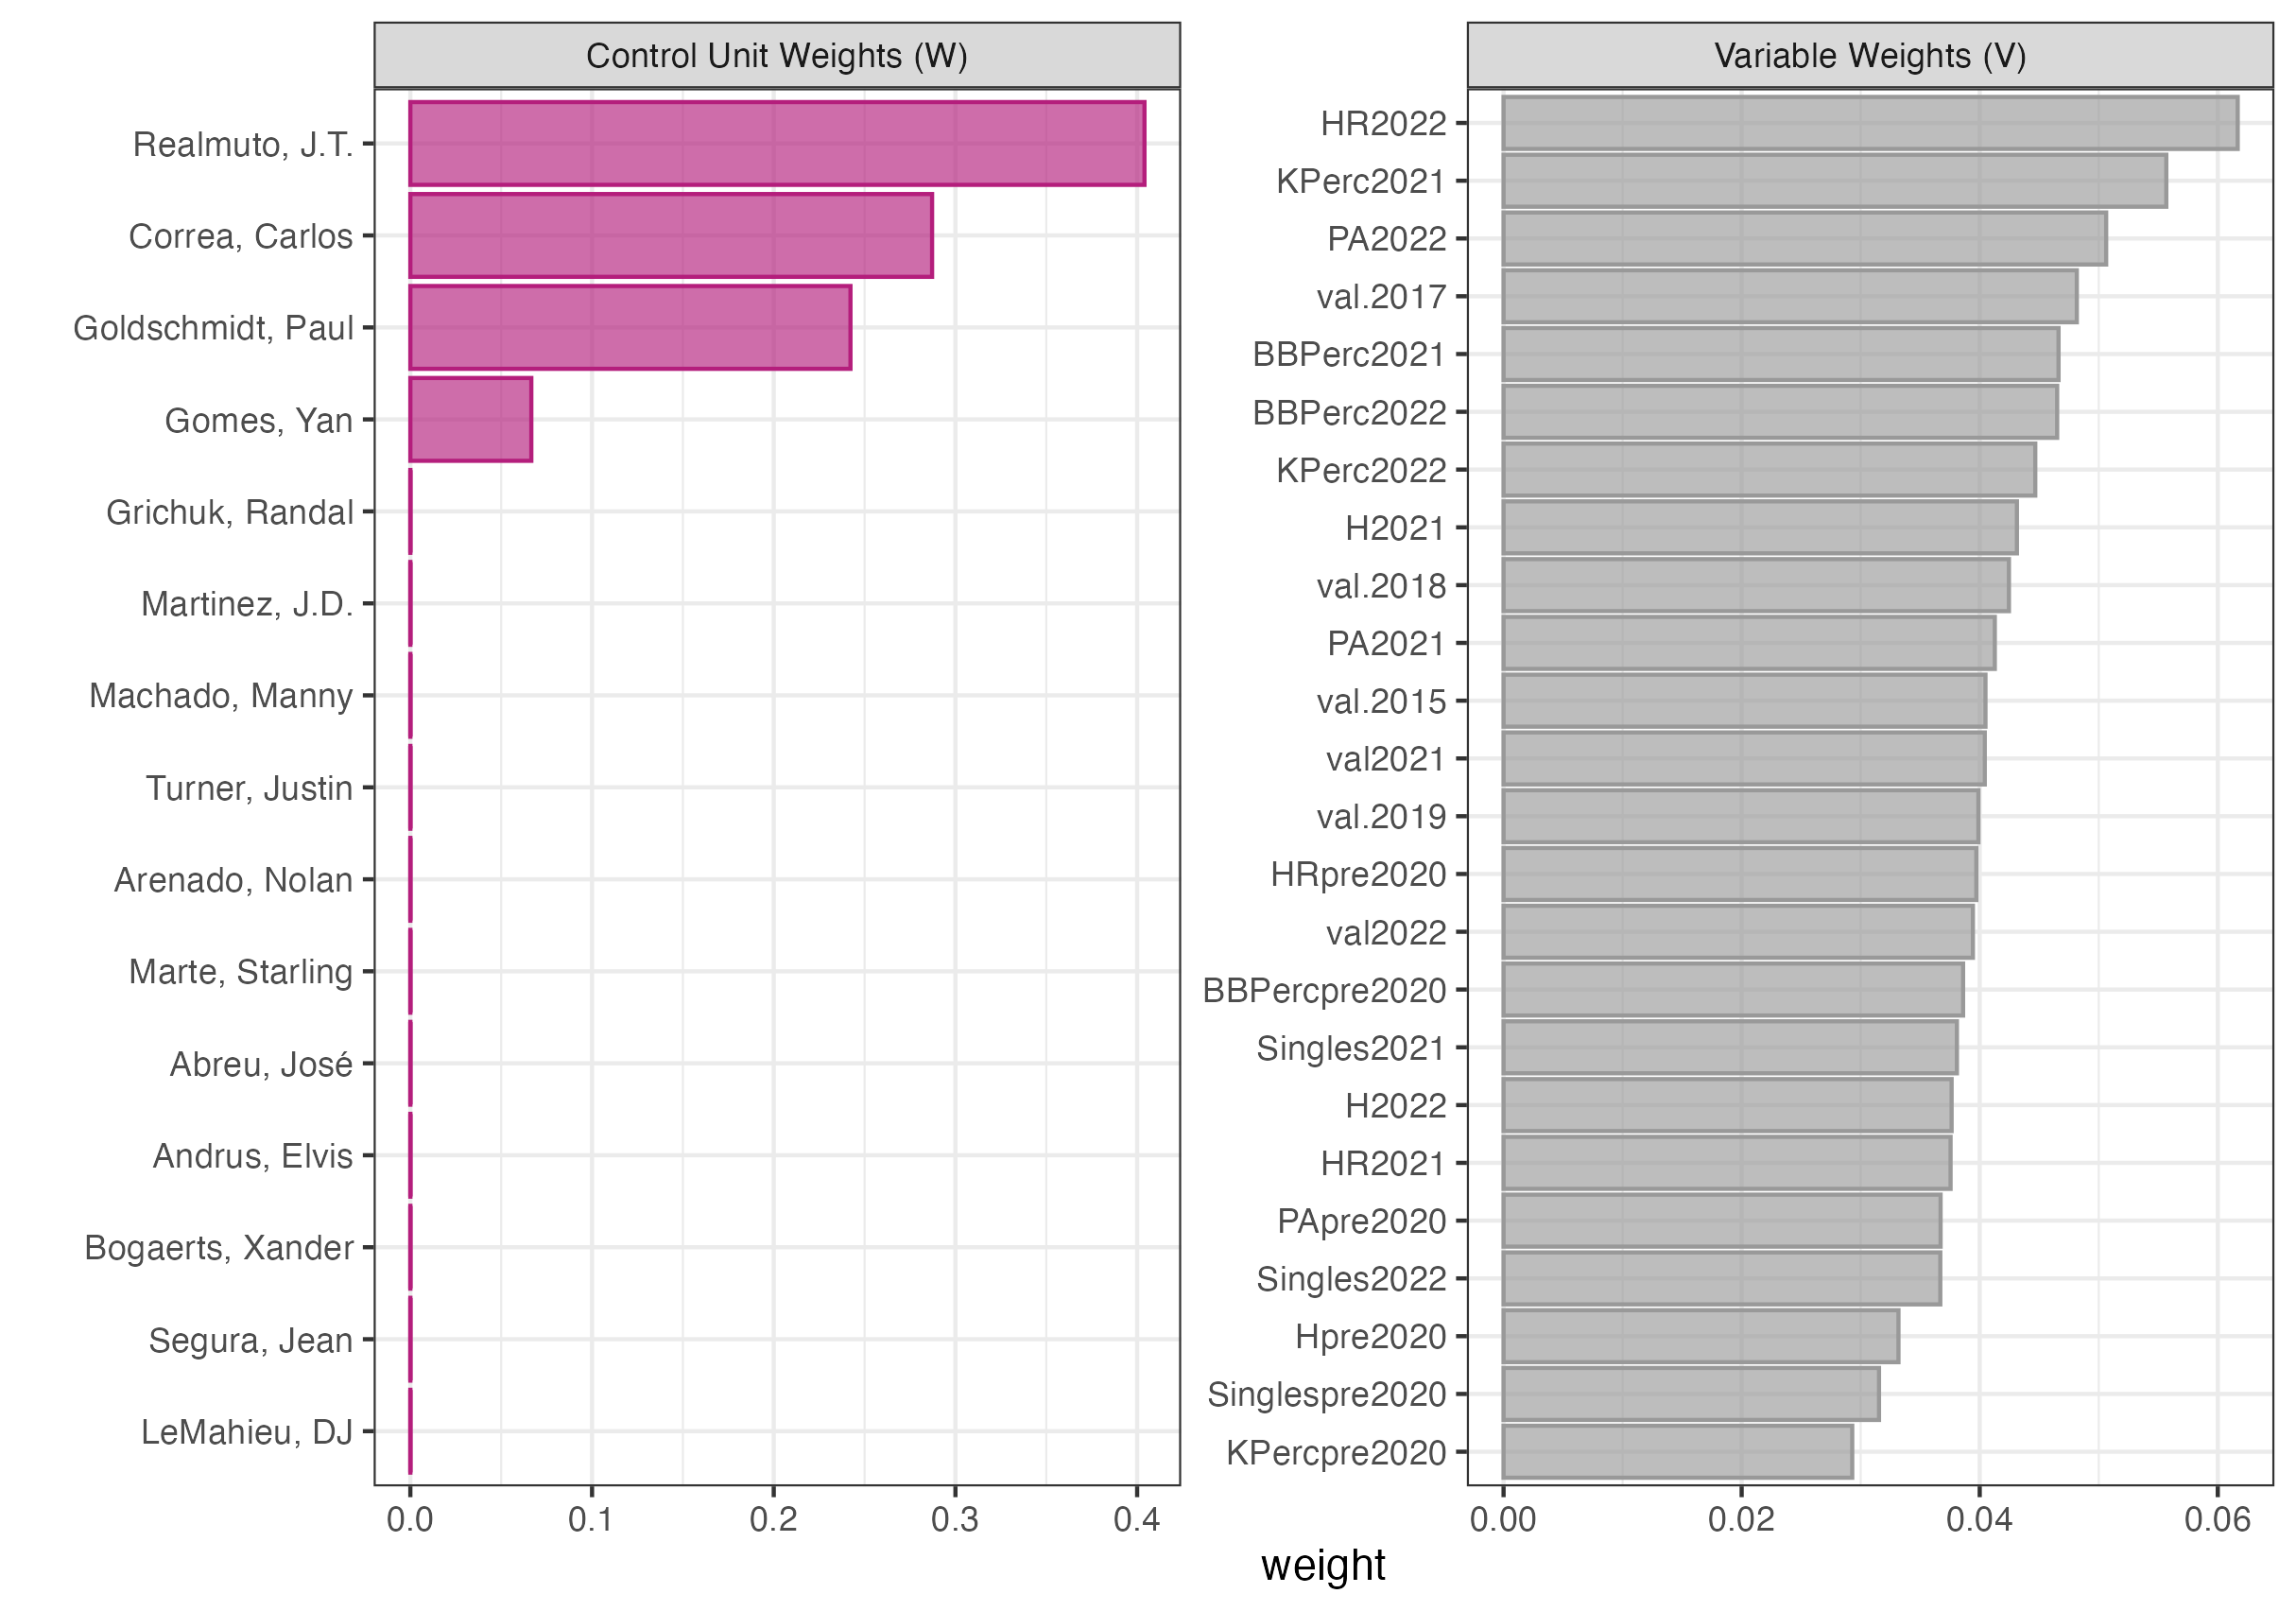 Control Unit Weights (W)
Realmuto, J.T.
Correa, Carlos
Goldschmidt, Paul
Gomes, Yan
Grichuk, Randal
Martinez, J.D.
Machado, Manny
Turner, Justin
Arenado, Nolan
Marte, Starling
Abreu, José
Andrus, Elvis
Bogaerts, Xander
Segura, Jean
LeMahieu, DJ
0.0 0.1 0.2 0.3 0.4
Variable Weights (V)
HR2022
KPerc2021
PA2022
val.2017
BBPerc2021
BBPerc2022
KPerc2022
H2021
val.2018
PA2021
val.2015
val2021
val.2019
HRpre2020
val2022
BBPercpre2020
Singles2021
H2022
HR2021
PApre2020
Singles2022
Hpre2020
Singlespre2020
KPercpre2020
0.00 0.02 0.04 0.06
weight